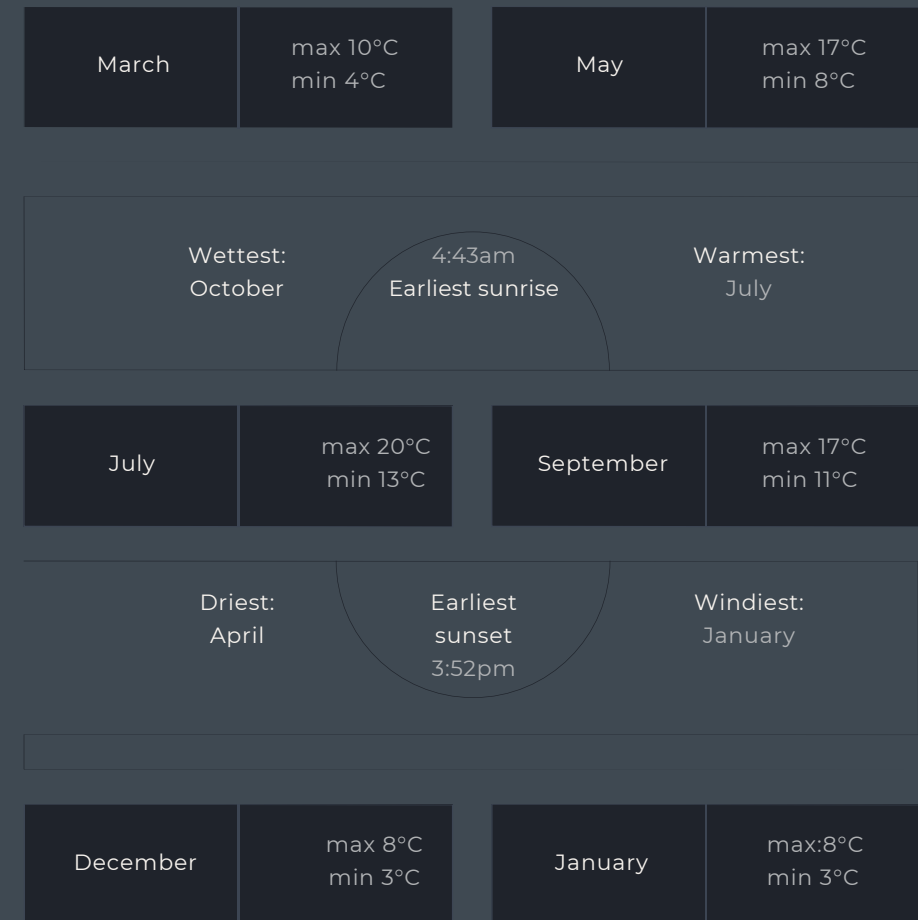 March
max 10°C
min 4°C
May
max 17°C
min 8°C
Wettest:
October
4:43am
Earliest sunrise
Warmest:
July
July
max 20°C
min 13°C
September
max 17°C
min 11°C
Driest:
April
Earliest
sunset
3:52pm
Windiest:
January
December
max 8°C
min 3°C
January
max:8°C
min 3°C